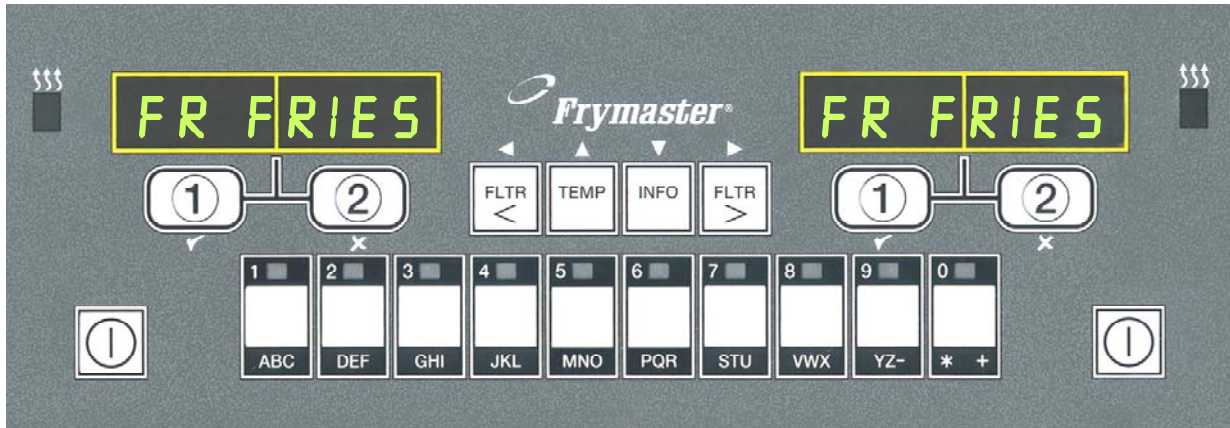 FR FRIES
Frymaster®
FR FRIES
1 2
FLTR < TEMP INFO FLTR >
1 2
1 2 3 4 5 6 7 8 9 0
ABC DEF GHI JKL MNO PQR STU VWX YZ- * +